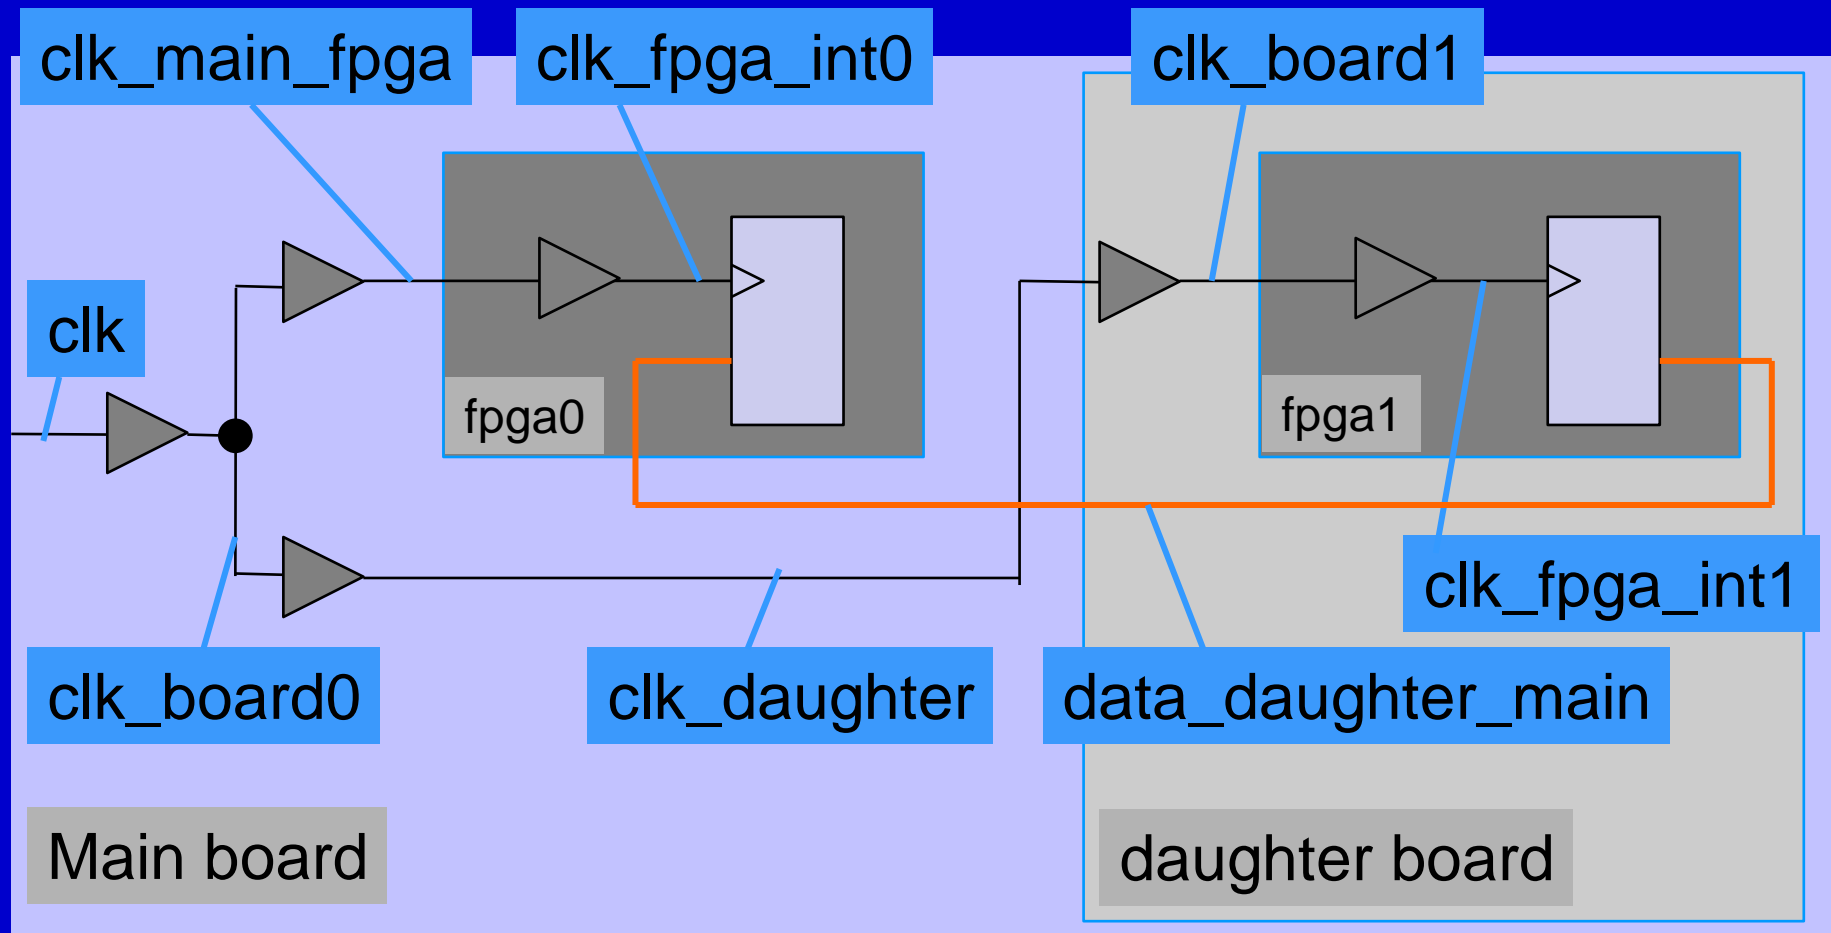 clk_main_fpga
clk_fpga_int0
clk_board1
clk
fpga0
fpga1
clk_fpga_int1
clk_board0
clk_daughter
data_daughter_main
Main board
daughter board